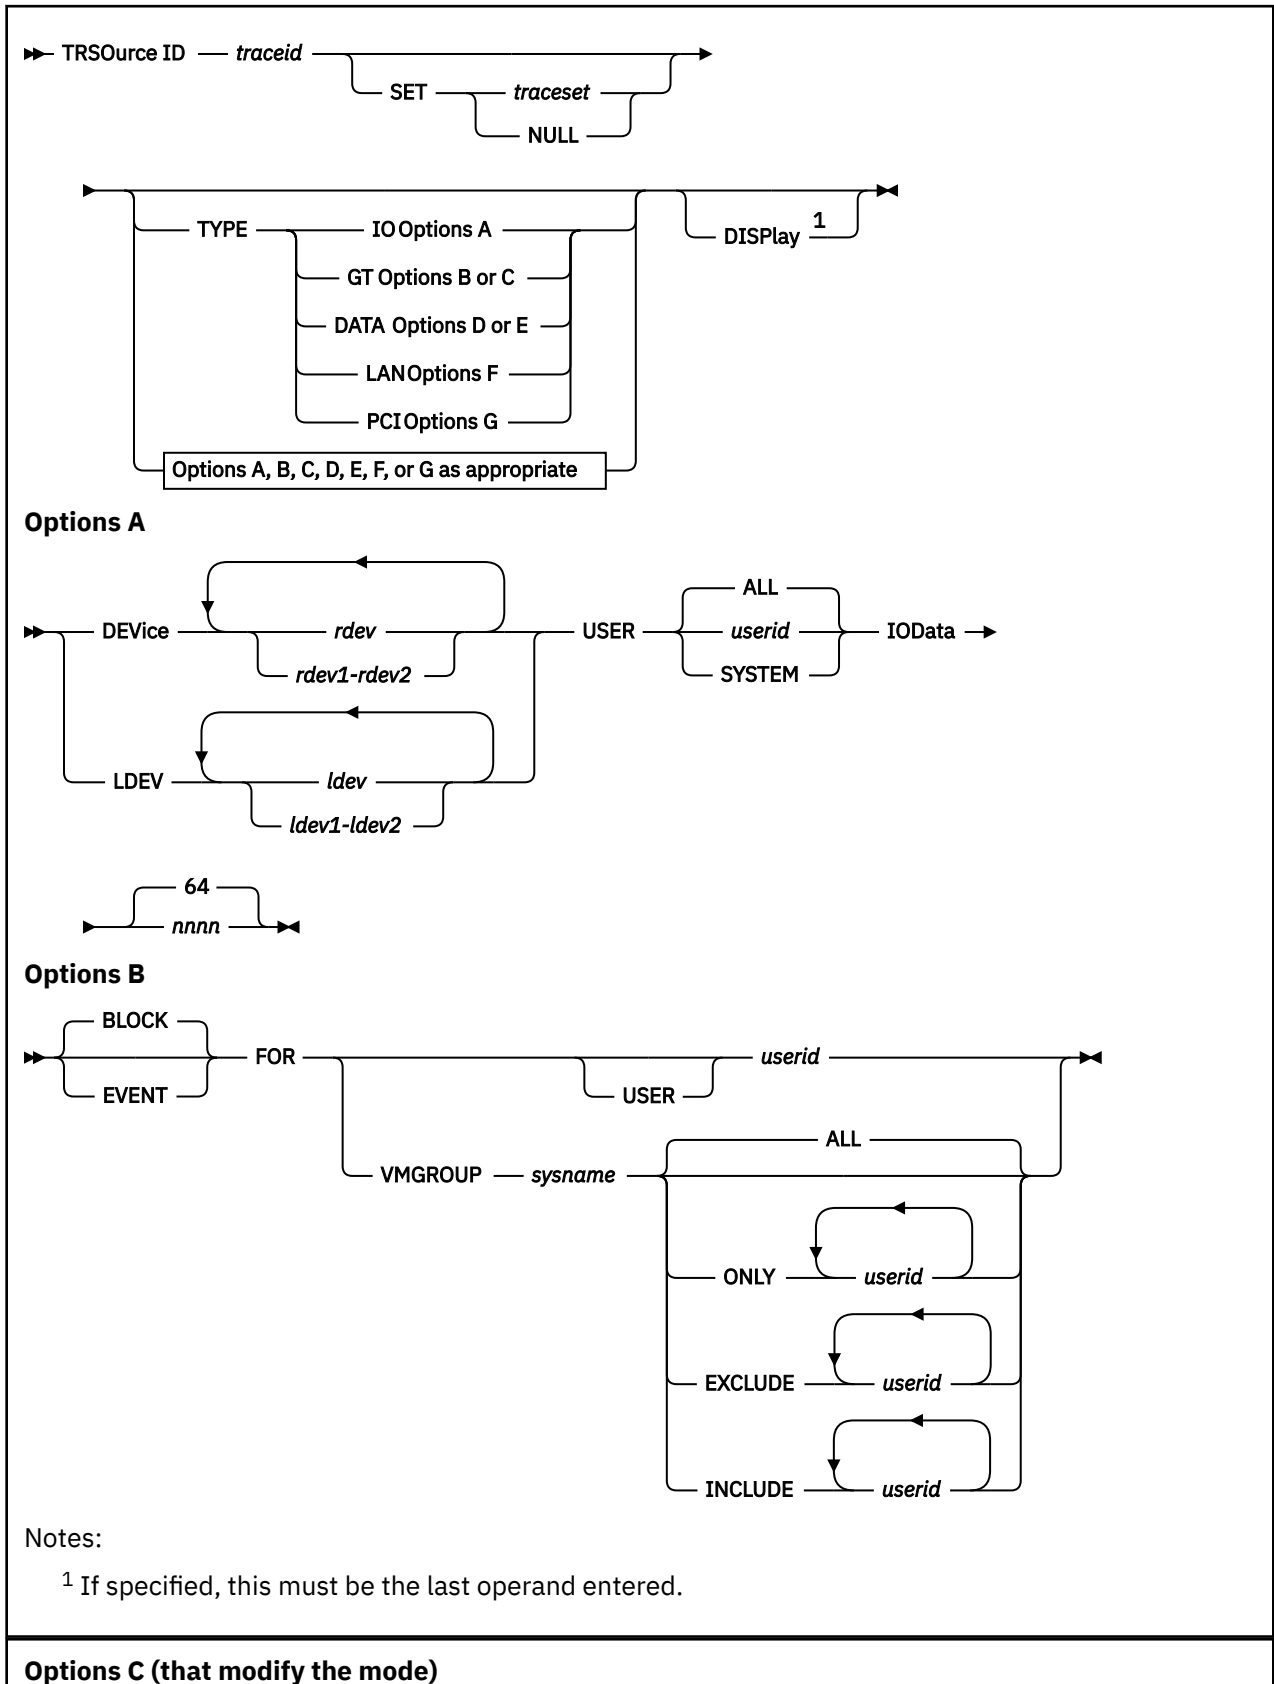 TRSOurce ID traceid
SET traceset
NULL
TYPE IO Options A
DISPlay 1
GT Options B or C
DATA Options D or E
LAN Options F
PCI Options G
Options A, B, C, D, E, F, or G as appropriate
Options A
ALL
DEVice rdev USER userid IOData
rdev1-rdev2 SYSTEM
LDEV ldev
ldev1-ldev2
64
nnnn
Options B
BLOCK
FOR userid
EVENT USER
ALL
VMGROUP sysname
ONLY userid
EXCLUDE userid
INCLUDE userid
Notes:
1 If specified, this must be the last operand entered.
Options C (that modify the mode)